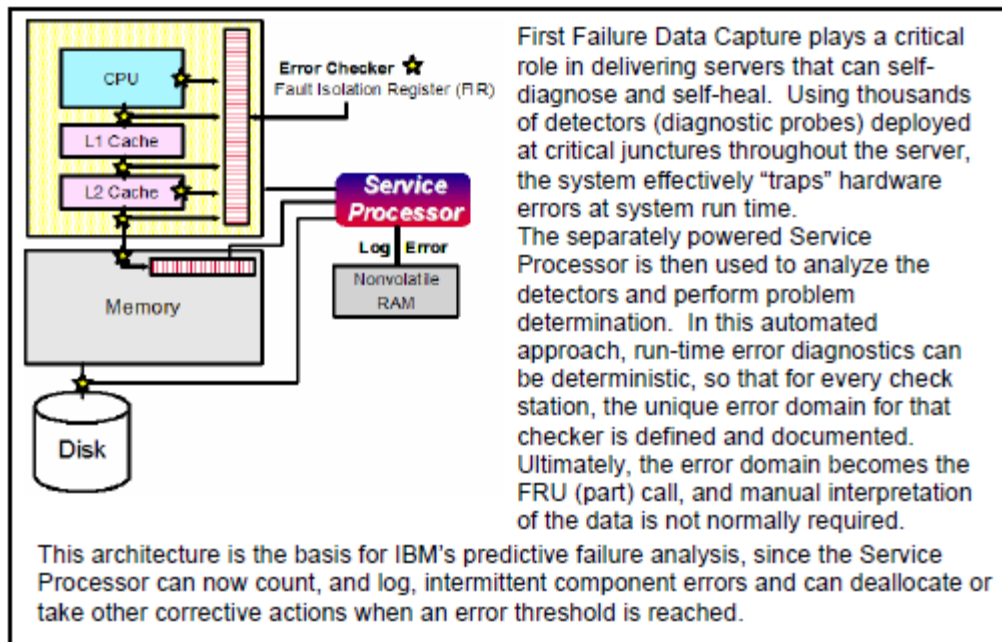 CPU
L1 Cache
L2 Cache
Error Checker
Fault Isolation Register (FIR)
Service
Processor
Log Error
Nonvolatile
RAM
Memory
Disk
First Failure Data Capture plays a critical
role in delivering servers that can self-
diagnose and self-heal. Using thousands
of detectors (diagnostic probes) deployed
at critical junctures throughout the server,
the system effectively “traps” hardware
errors at system run time.
The separately powered Service
Processor is then used to analyze the
detectors and perform problem
determination. In this automated
approach, run-time error diagnostics can
be deterministic, so that for every check
station, the unique error domain for that
checker is defined and documented.
Ultimately, the error domain becomes the
FRU (part) call, and manual interpretation
of the data is not normally required.
This architecture is the basis for IBM’s predictive failure analysis, since the Service
Processor can now count, and log, intermittent component errors and can deallocate or
take other corrective actions when an error threshold is reached.